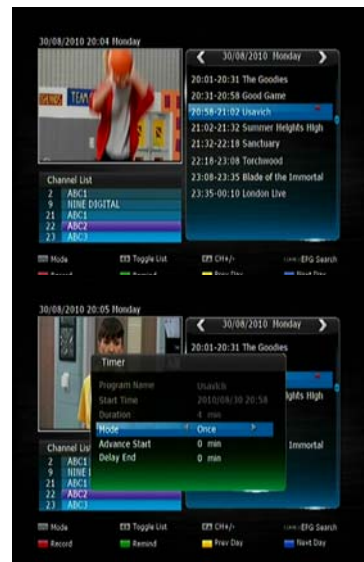 30/08/2010 20:04 Monday
30/08/2010 Monday
20:01-20:31 The Goodies
20:31-20:58 Good Game
20:58-21:02 Usavich
21:02-21:32 Summer Heights High
21:32-22:18 Sanctuary
22:18-23:08 Torchwood
23:08-23:35 Blade of the Immortal
23:35-00:10 London Live
TEAM
Channel List
2 ABC1
9 NINE DIGITAL
21 ABC1
22 ABC2
23 ABC3
Mode
Toggle List
CH+/-
EPG Search
Record
Remind
Prev Day
Next Day
30/08/2010 20:05 Monday
30/08/2010 Monday
20:01-20:31 The Goodies
Heights High
Immortal
Timer
Program Name Usavich
Start Time 2010/08/30 20:58
Duration 4 min
Mode Once
Advance Start 0 min
Delay End 0 min
Channel Li
2 ABC1
9 NINE
21 ABC1
22 ABC2
23 ABC3
Mode
Toggle List
CH+/-
EPG Search
Record
Remind
Prev Day
Next Day